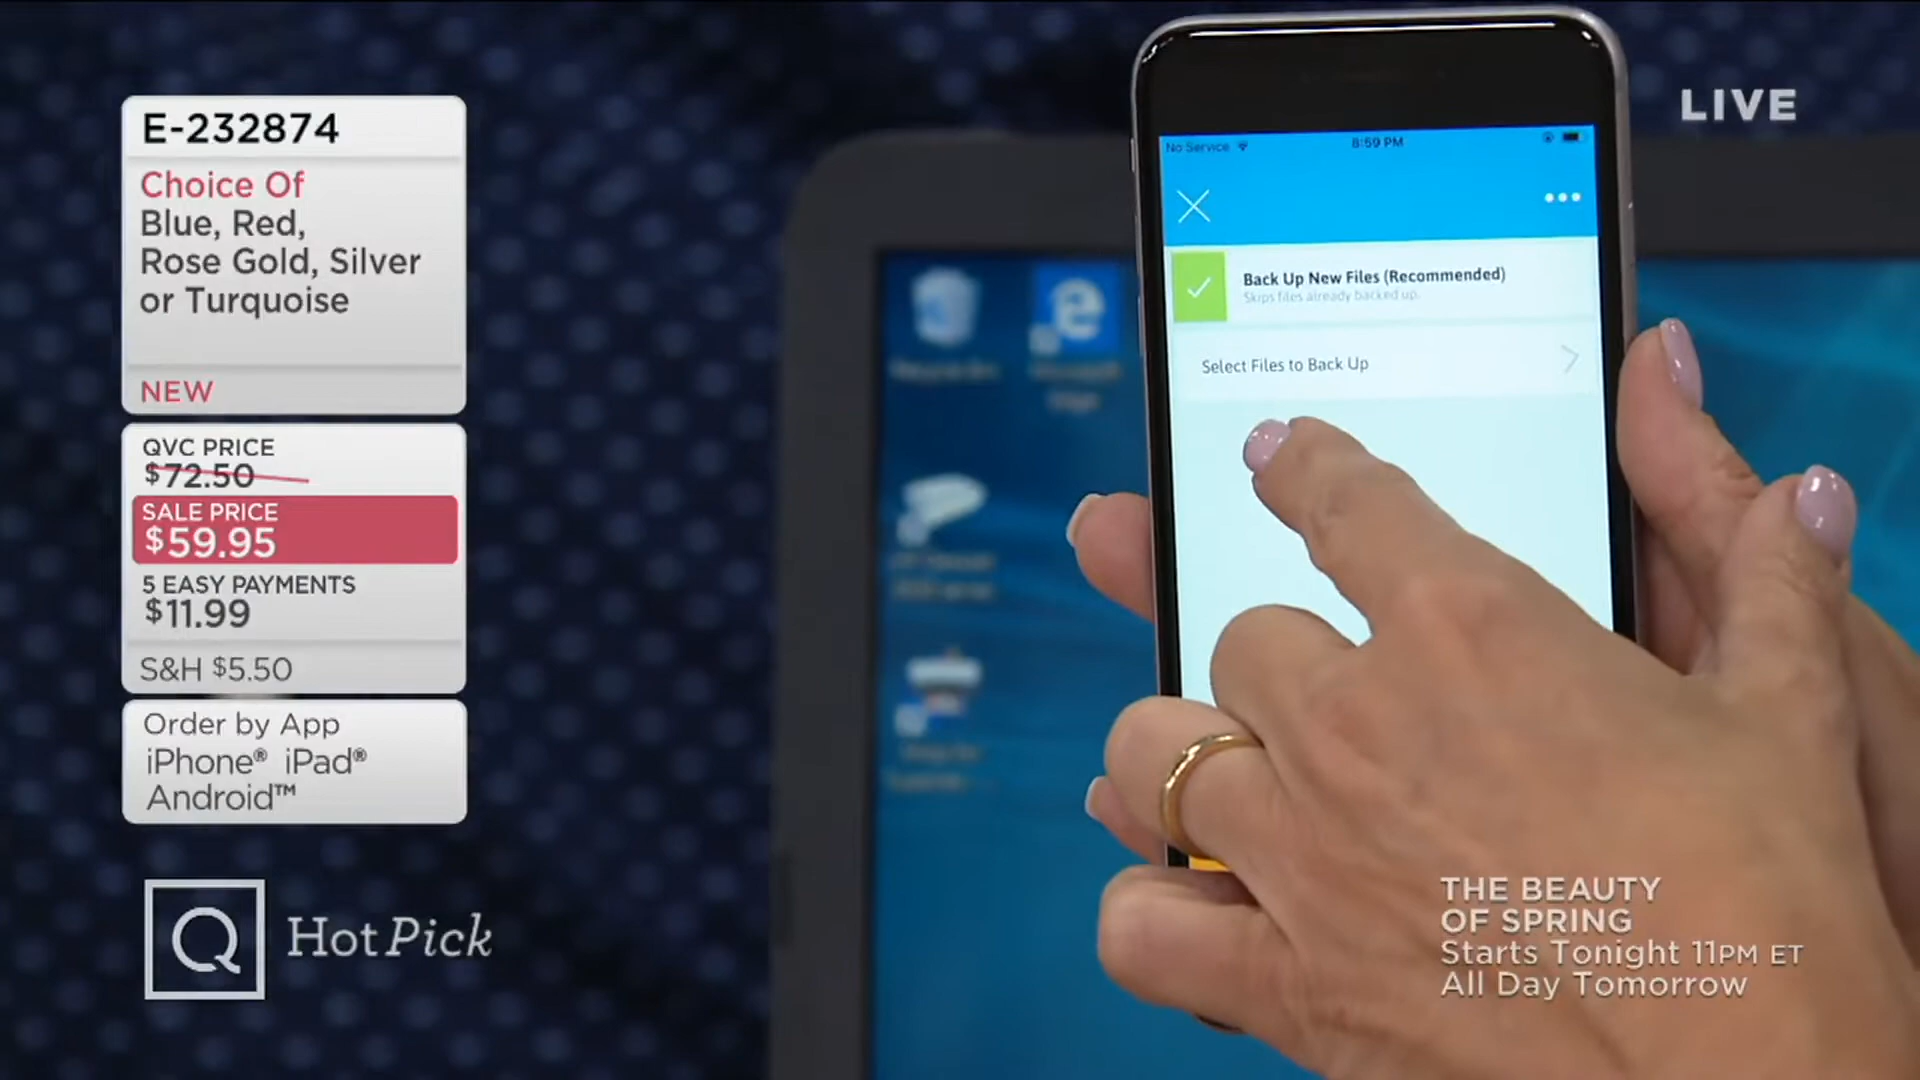 E-232874
Choice Of
Blue, Red,
Rose Gold, Silver
or Turquoise
NEW
QVC PRICE
$72.50
SALE PRICE
$59.95
5 EASY PAYMENTS
$11.99
S&H $5.50
Order by App
iPhone® iPad®
Android™
Q Hot Pick
LIVE
No Service 8:59 PM
Back Up New Files (Recommended)
Skips files already backed up.
Select Files to Back Up
THE BEAUTY
OF SPRING
Starts Tonight 11PM ET
All Day Tomorrow